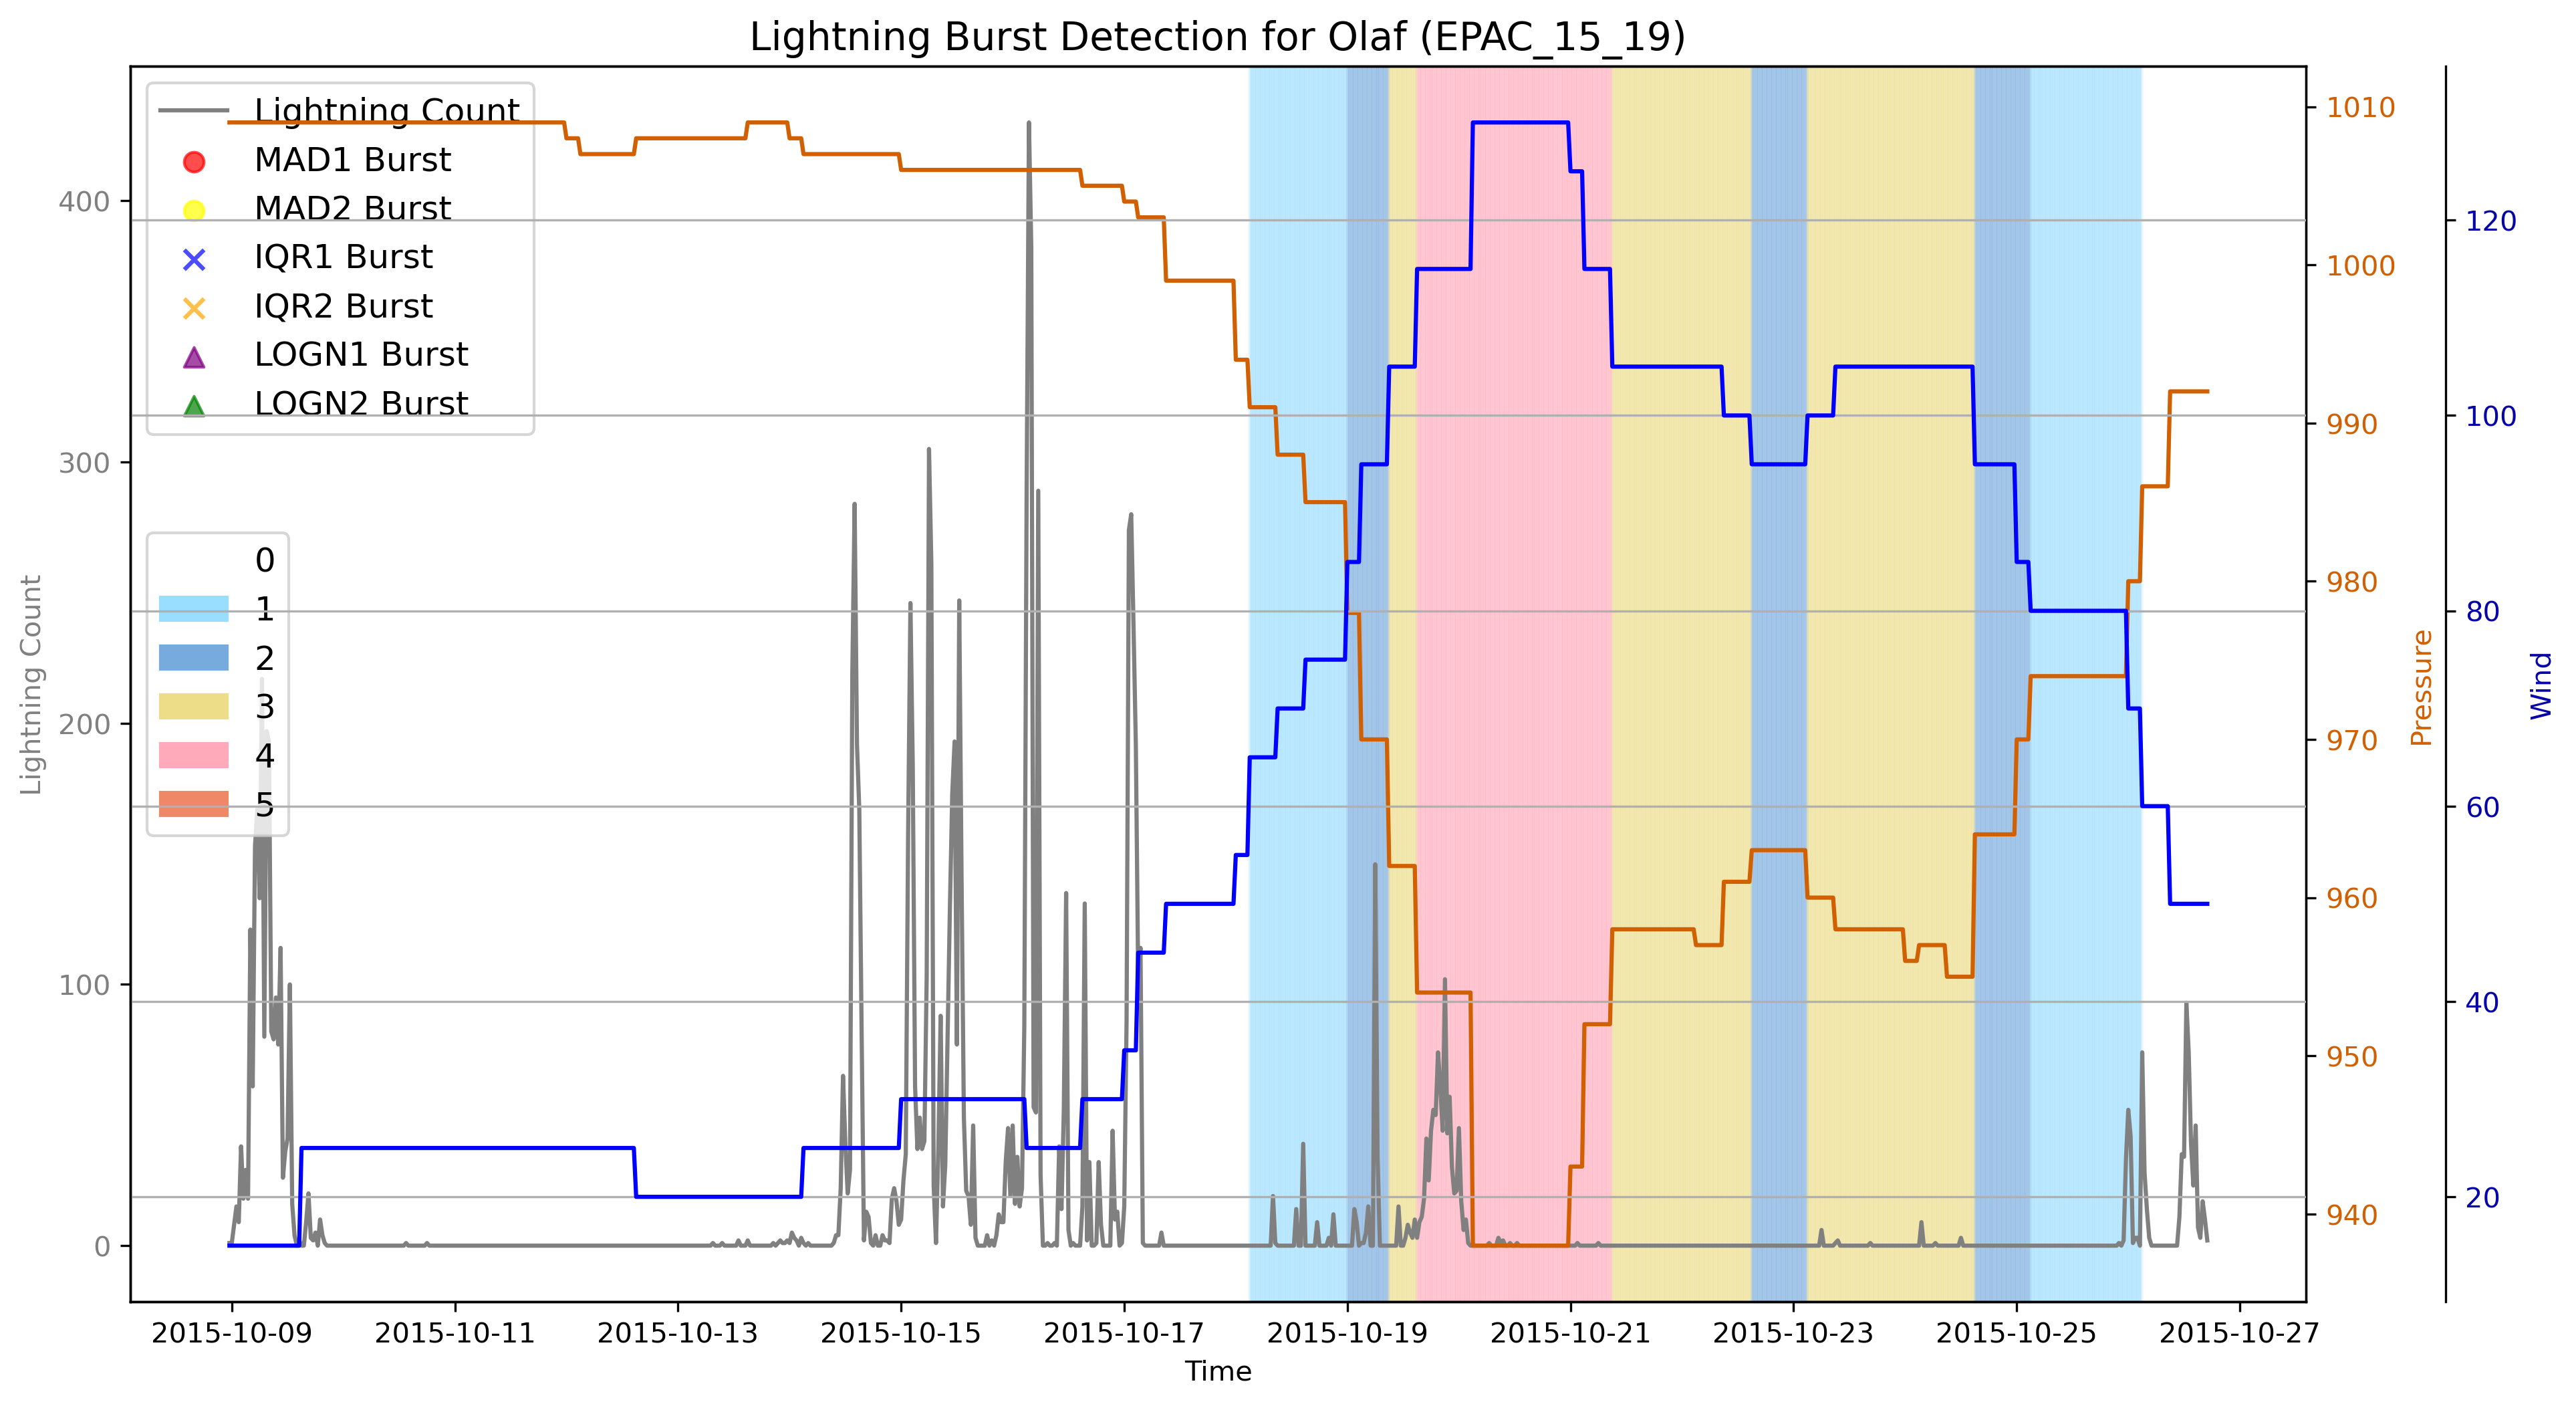 Lightning Burst Detection for Olaf (EPAC_15_19)
Lightning Count
MAD1 Burst
MAD2 Burst
IQR1 Burst
IQR2 Burst
LOGN1 Burst
LOGN2 Burst
0
1
2
3
4
5
400
300
200
100
0
Lightning Count
1010
1000
990
980
970
960
950
940
Pressure
120
100
80
60
40
20
Wind
2015-10-09 2015-10-11 2015-10-13 2015-10-15 2015-10-17 2015-10-19 2015-10-21 2015-10-23 2015-10-25 2015-10-27
Time